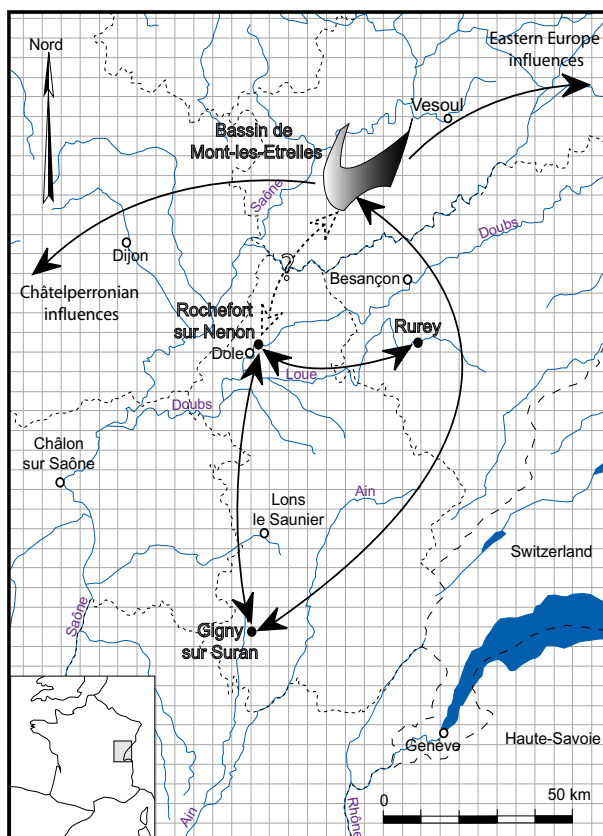 Nord
Eastern Europe
influences
Vesoul
Bassin de
Mont-les-Etrelles
Saône
Doubs
Dijon
Besançon
?
Châtelperronian
influences
Rochefort
sur Nenon
Rurey
Dole
Loue
Doubs
Châlon
sur Saône
Ain
Lons
le Saunier
Switzerland
Saône
Gigny
sur Suran
Genève
Haute-Savoie
Ain
Rhône
0
50 km